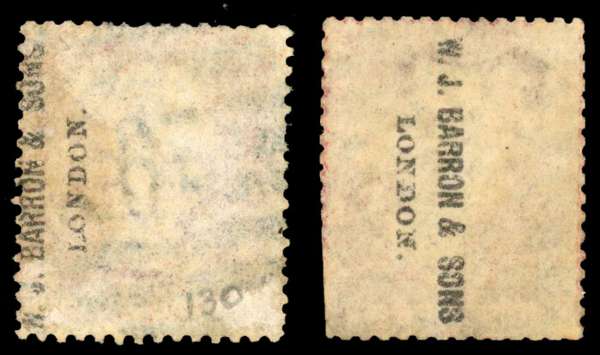 W. J. BARRON & SONS
LONDON.
130
W. J. BARRON & SONS
LONDON.